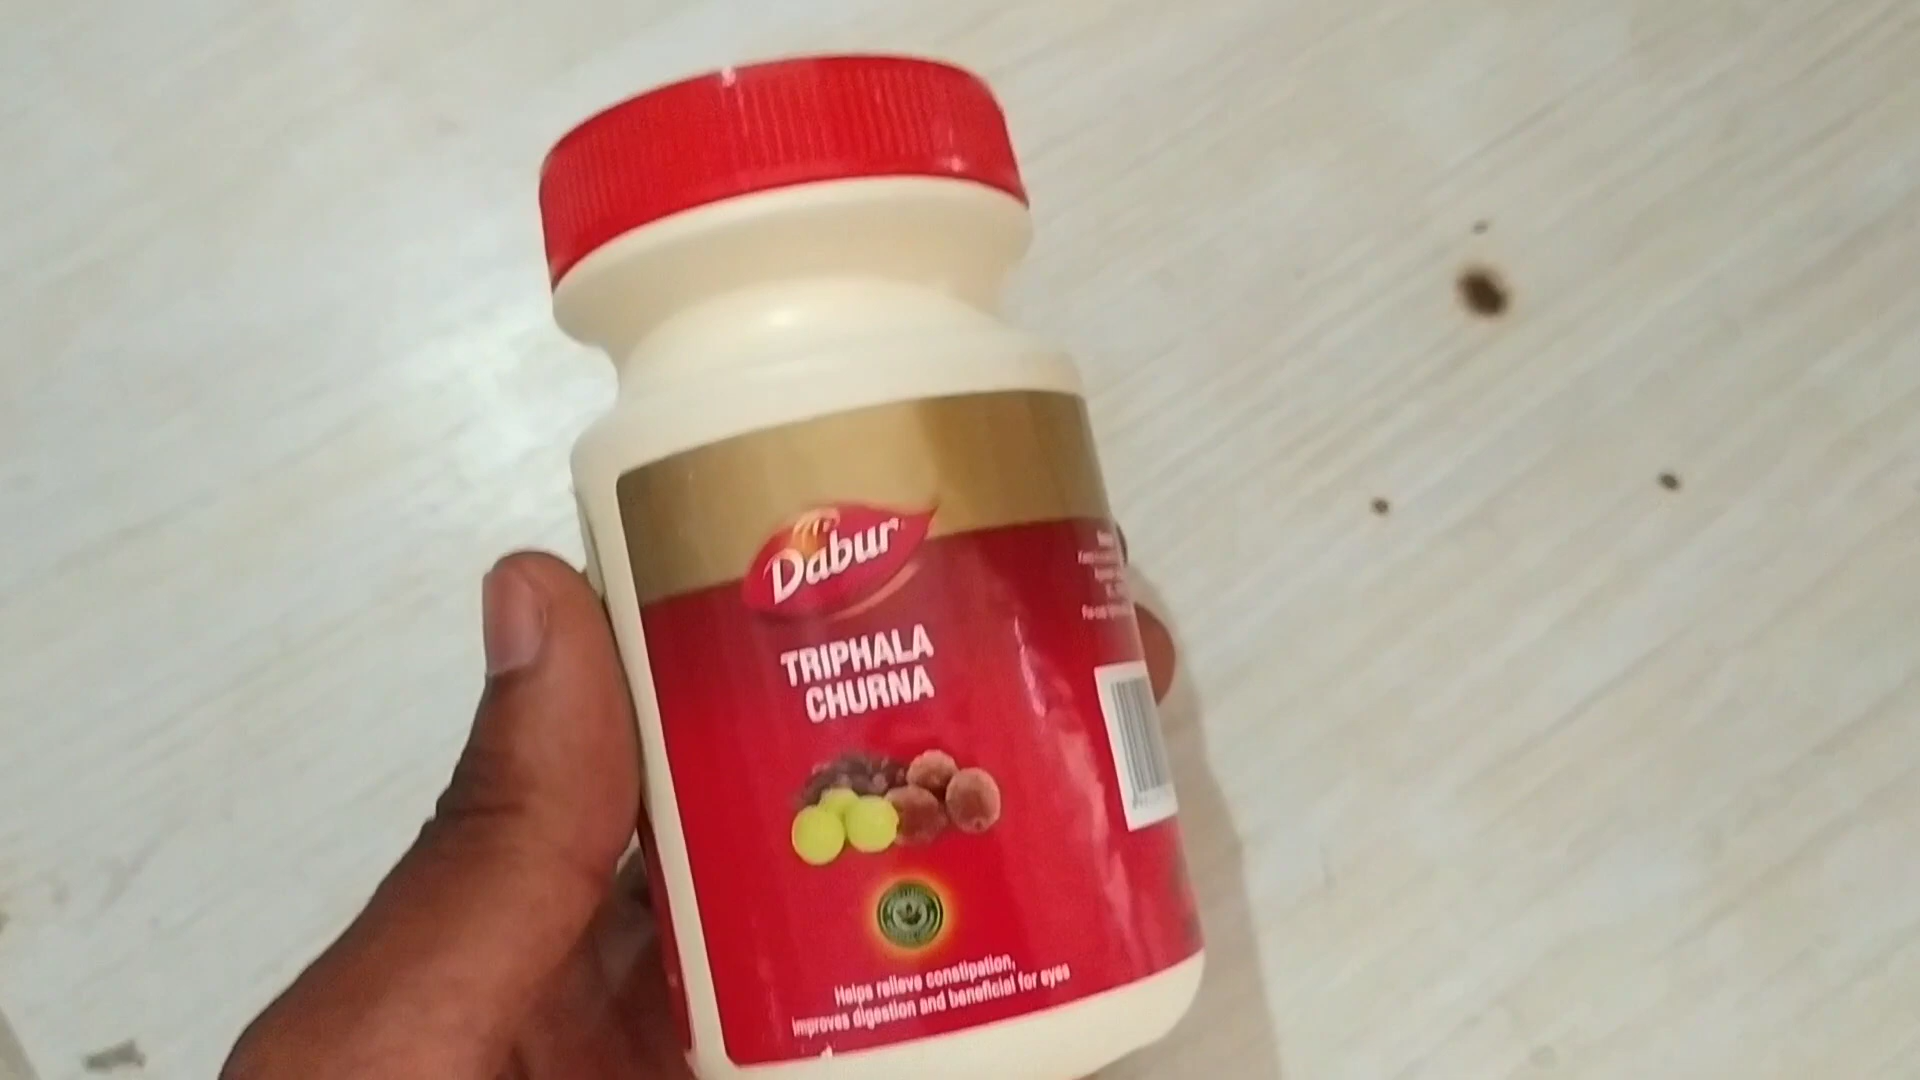 Dabur
TRIPHALA
CHURNA
Helps relieve constipation,
improves digestion and beneficial for eyes